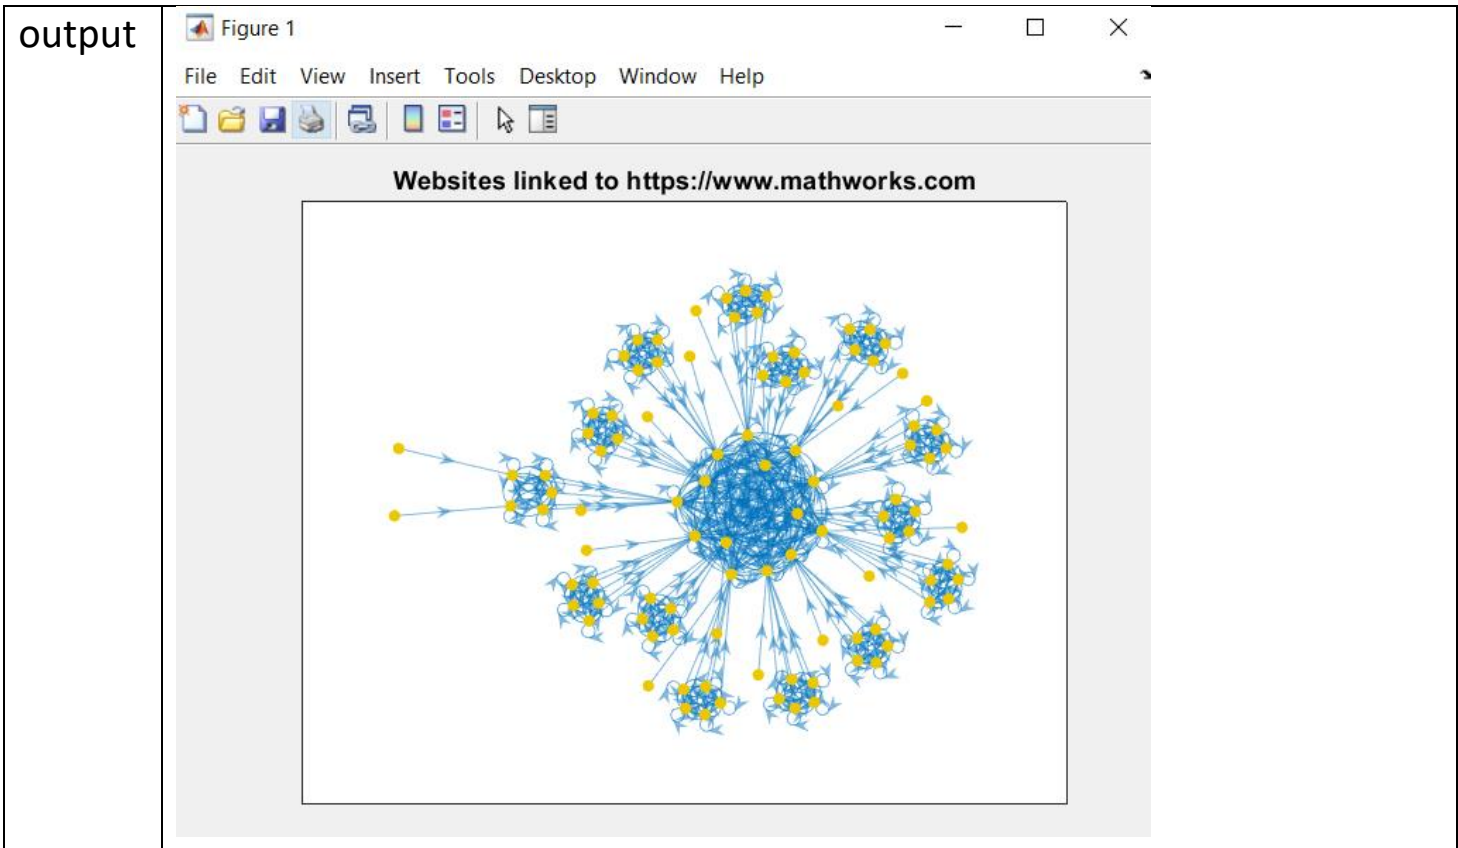 output
Figure 1
File Edit View Insert Tools Desktop Window Help
Websites linked to https://www.mathworks.com